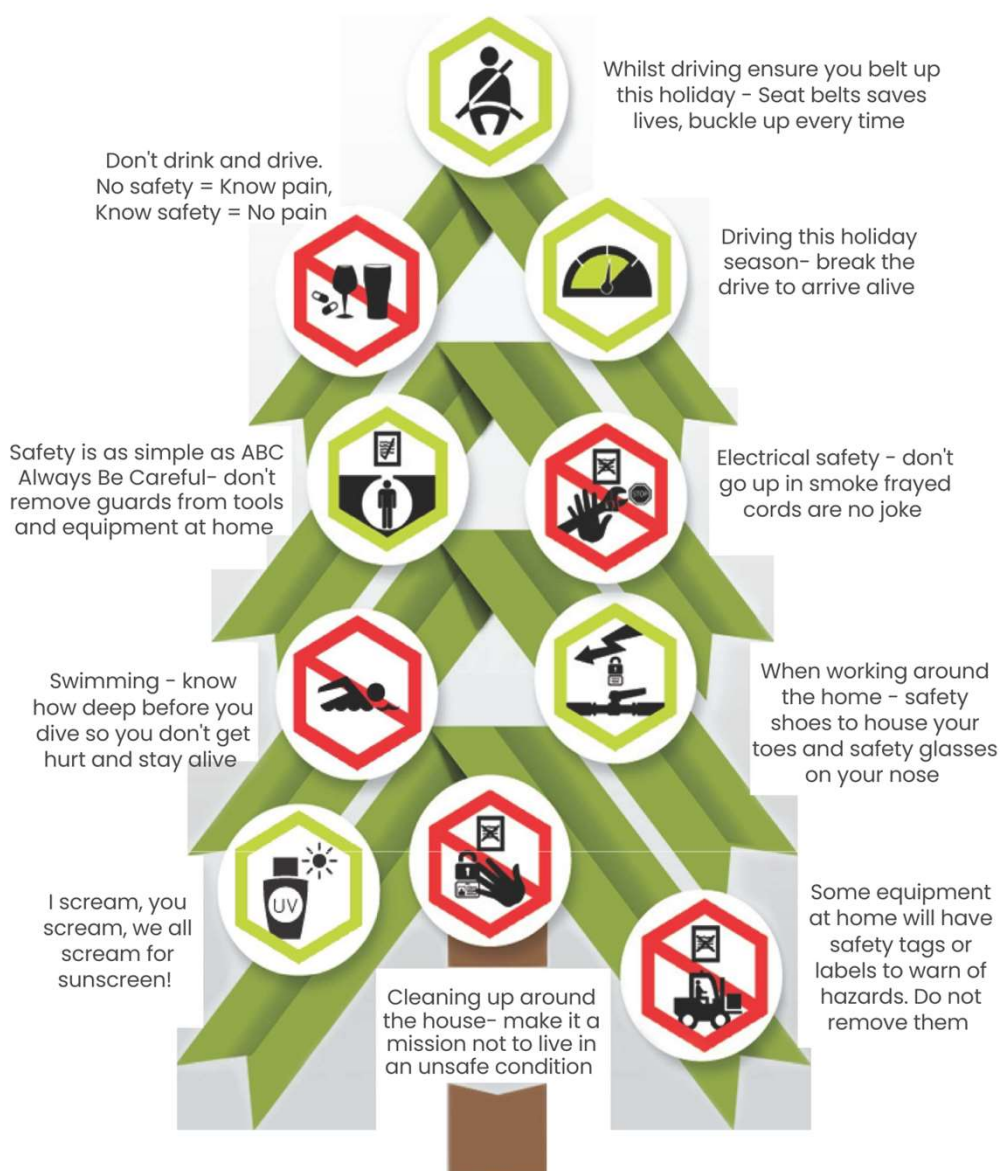 Whilst driving ensure you belt up
this holiday - Seat belts saves
lives, buckle up every time
Don't drink and drive.
No safety = Know pain,
Know safety = No pain
Driving this holiday
season- break the
drive to arrive alive
Safety is as simple as ABC
Always Be Careful- don't
remove guards from tools
and equipment at home
Electrical safety - don't
go up in smoke frayed
cords are no joke
STOP
Swimming - know
how deep before you
dive so you don't get
hurt and stay alive
When working around
the home - safety
shoes to house your
toes and safety glasses
on your nose
I scream, you
scream, we all
scream for
sunscreen!
UV
Cleaning up around
the house- make it a
mission not to live in
an unsafe condition
Some equipment
at home will have
safety tags or
labels to warn of
hazards. Do not
remove them